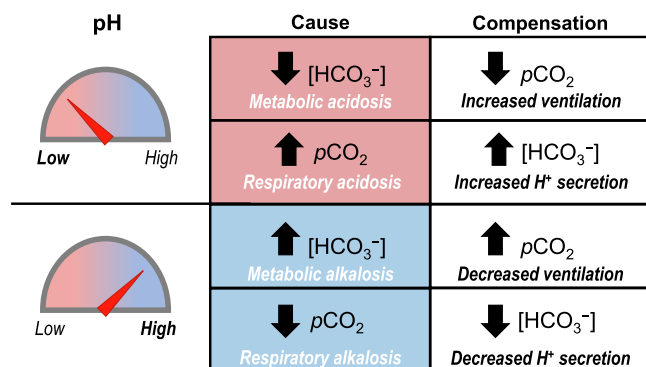 pH Cause Compensation
[HCO₃⁻] pCO₂
Metabolic acidosis Increased ventilation
pCO₂ [HCO₃⁻]
Low High Respiratory acidosis Increased H⁺ secretion
[HCO₃⁻] pCO₂
Metabolic alkalosis Decreased ventilation
pCO₂ [HCO₃⁻]
Low High Respiratory alkalosis Decreased H⁺ secretion